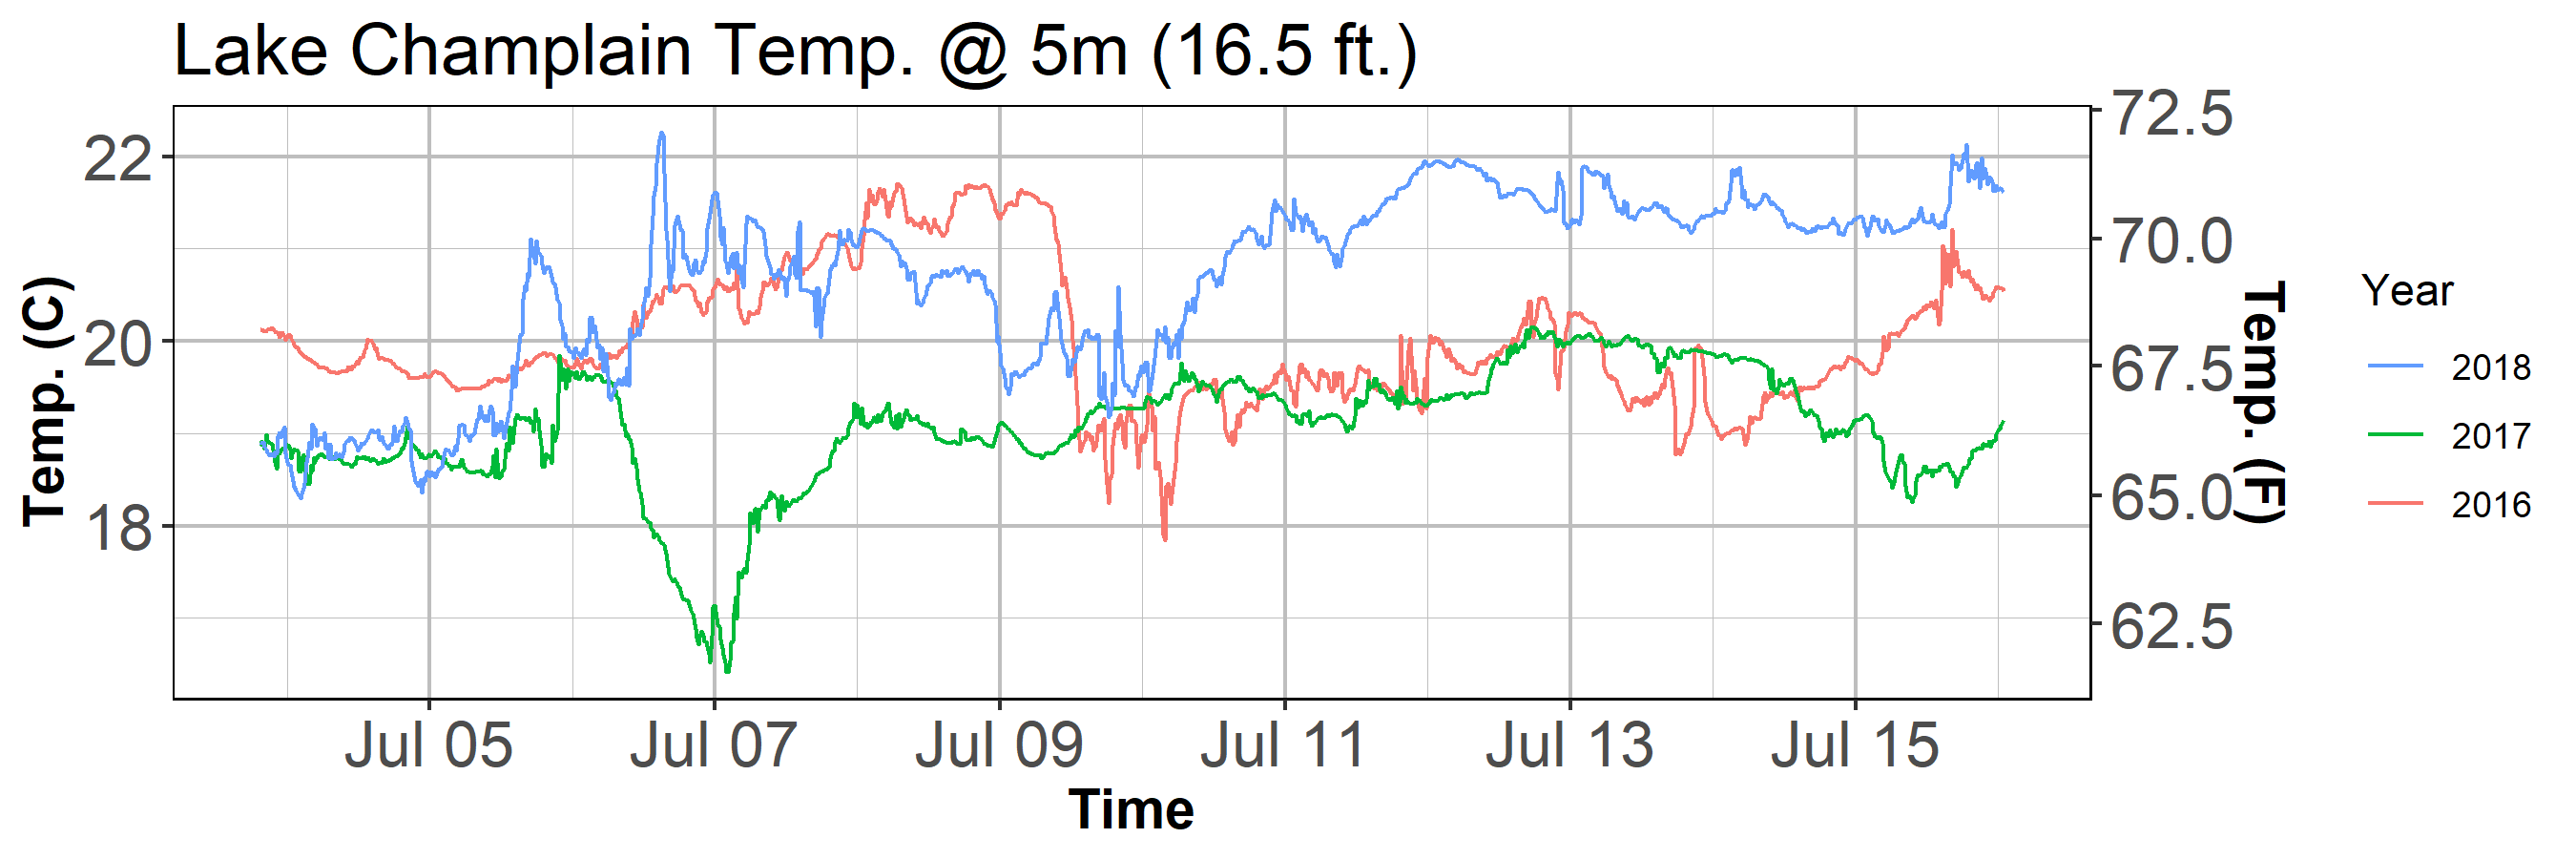 Lake Champlain Temp. @ 5m (16.5 ft.)
Temp. (C)
22
20
18
72.5
70.0
67.5
65.0
62.5
Temp. (F)
Jul 05 Jul 07 Jul 09 Jul 11 Jul 13 Jul 15
Time
Year
2018
2017
2016